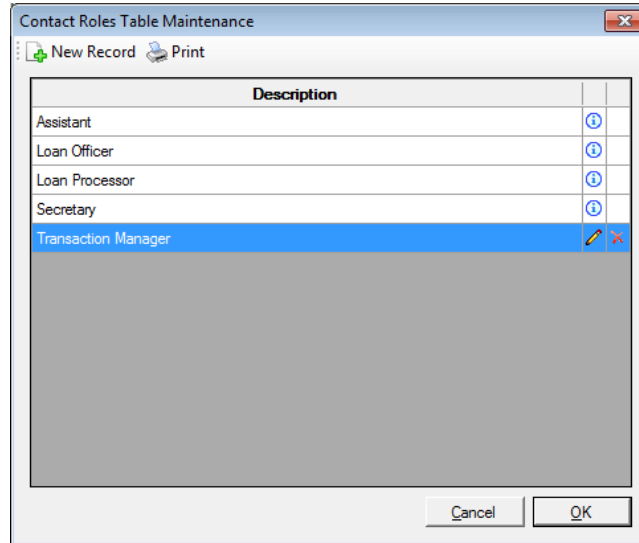 Contact Roles Table Maintenance
New Record Print
Description
Assistant
Loan Officer
Loan Processor
Secretary
Transaction Manager
Cancel OK